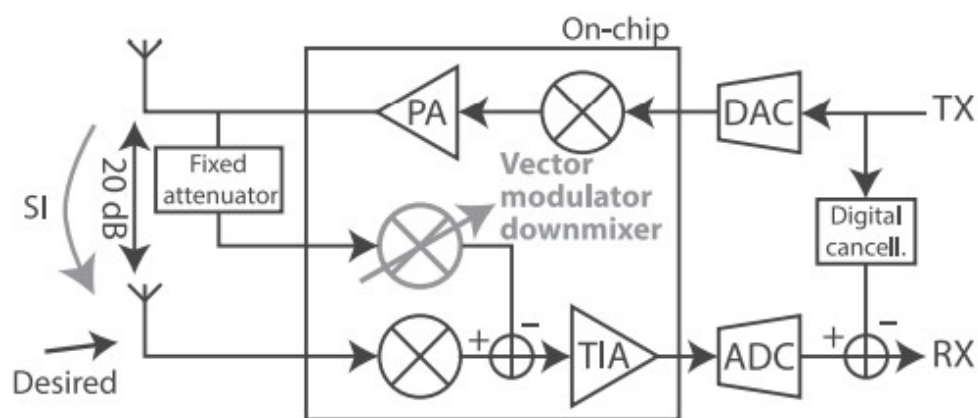 On-chip
PA
DAC
TX
Fixed
attenuator
Vector
modulator
downmixer
SI
20 dB
Digital
cancell.
+
−
TIA
ADC
+
−
RX
Desired